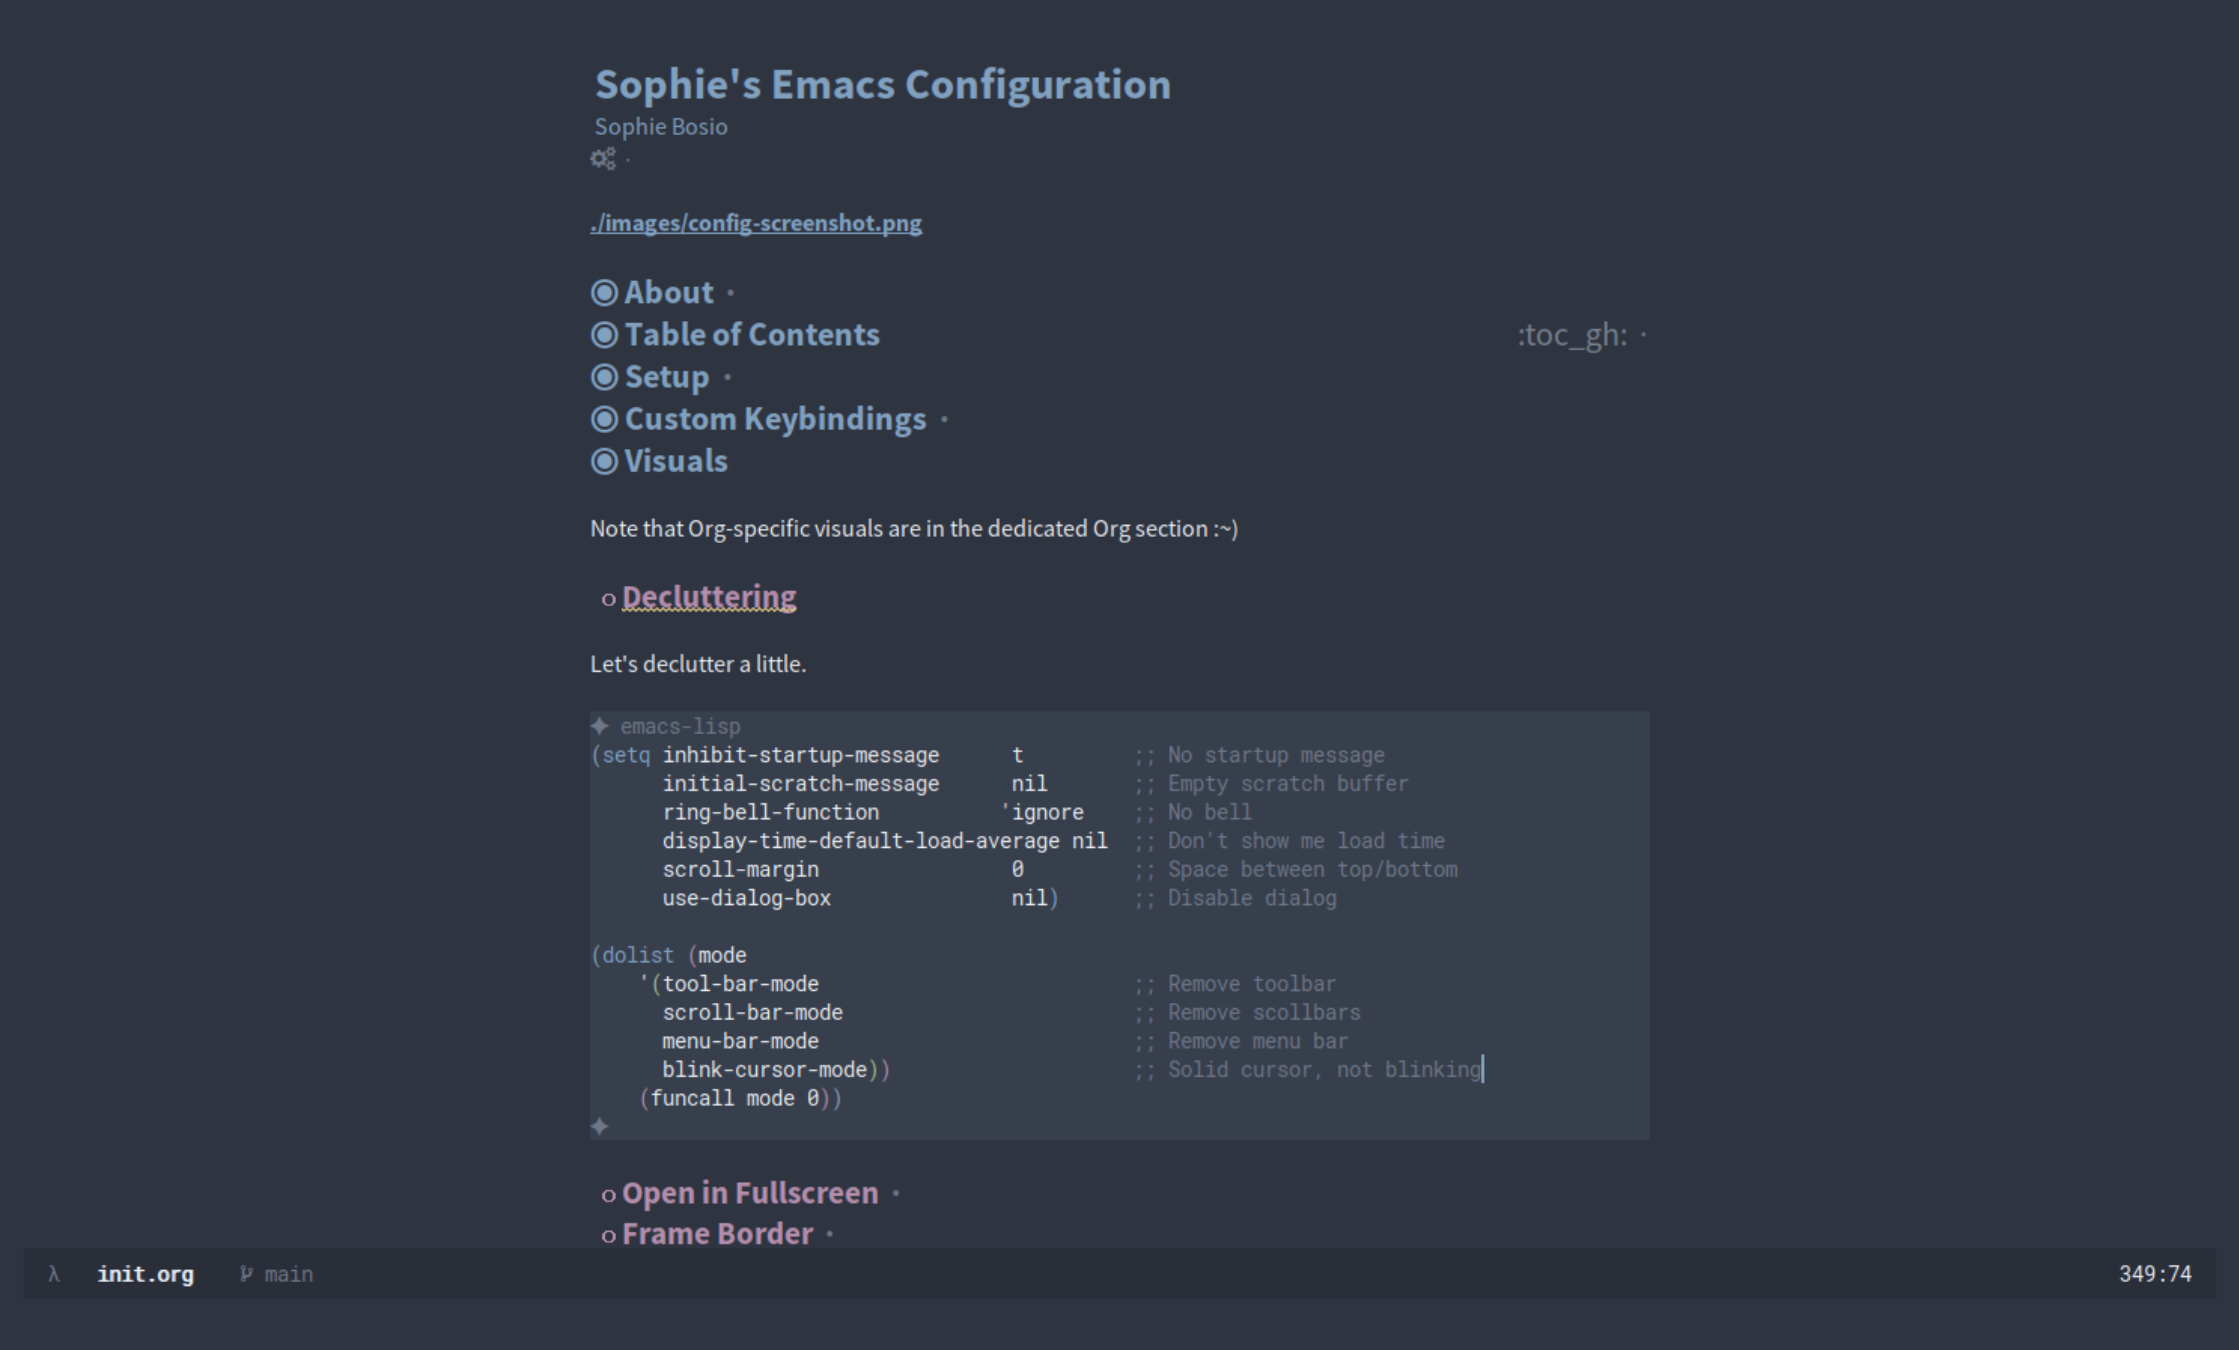 Sophie's Emacs Configuration
Sophie Bosio
./images/config-screenshot.png
◉ About ·
◉ Table of Contents :toc_gh: ·
◉ Setup ·
◉ Custom Keybindings ·
◉ Visuals
Note that Org-specific visuals are in the dedicated Org section :~)
○ Decluttering
Let's declutter a little.
✦ emacs-lisp
(setq inhibit-startup-message      t         ;; No startup message
      initial-scratch-message      nil       ;; Empty scratch buffer
      ring-bell-function          'ignore    ;; No bell
      display-time-default-load-average nil  ;; Don't show me load time
      scroll-margin                0         ;; Space between top/bottom
      use-dialog-box               nil)      ;; Disable dialog
(dolist (mode
    '(tool-bar-mode                          ;; Remove toolbar
      scroll-bar-mode                        ;; Remove scollbars
      menu-bar-mode                          ;; Remove menu bar
      blink-cursor-mode))                    ;; Solid cursor, not blinking
    (funcall mode 0))
✦
○ Open in Fullscreen ·
○ Frame Border ·
λ init.org main 349:74